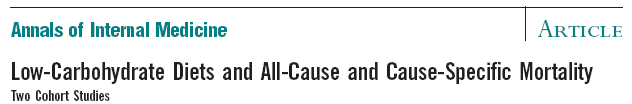 Annals of Internal Medicine
ARTICLE
Low-Carbohydrate Diets and All-Cause and Cause-Specific Mortality
Two Cohort Studies